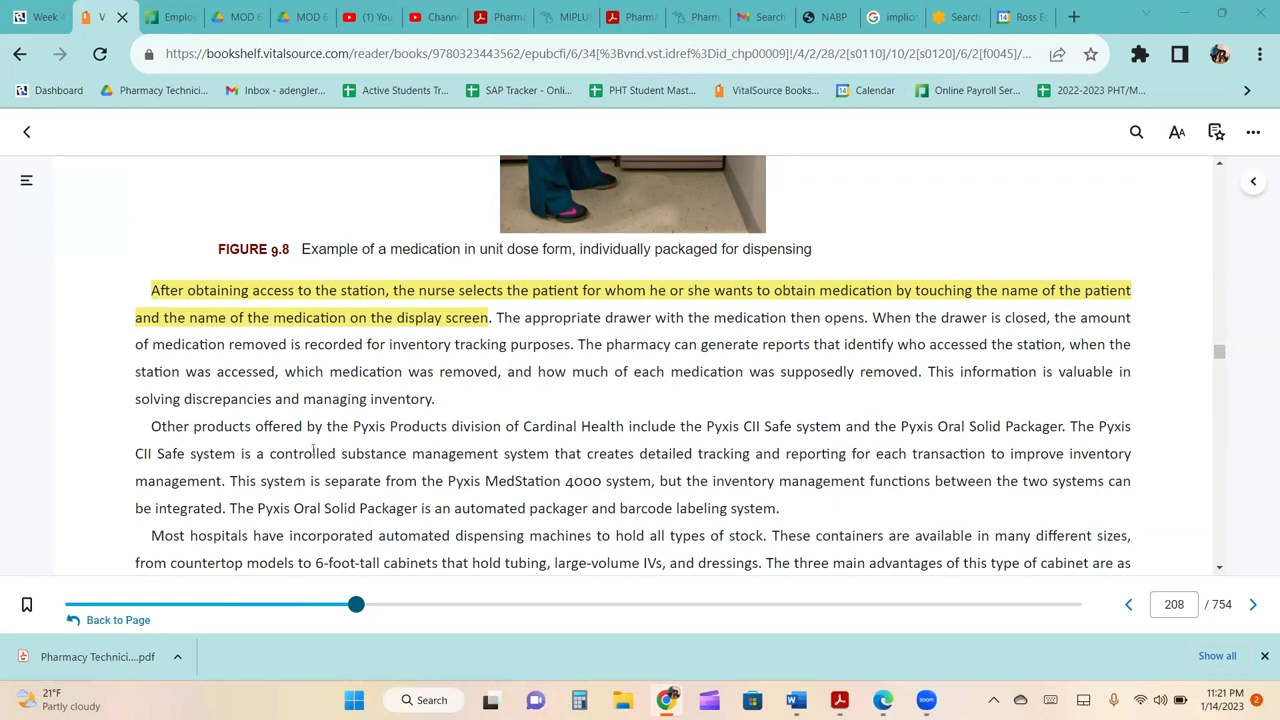 Week 4
V
Employ
MOD 6
MOD 6
(1) You
Channe
Pharma
MIPLUS
Pharma
Pharm
Search
NABP
implicit
Search
Ross Ed
https://bookshelf.vitalsource.com/reader/books/9780323443562/epubcfi/6/34[%3Bvnd.vst.idref%3Did_chp00009]!/4/2/28/2[s0110]/10/2[s0120]/6/2[f0045]/...
Dashboard
Pharmacy Technici...
Inbox - adengler...
Active Students Tr...
SAP Tracker - Onli...
PHT Student Mast...
VitalSource Books...
Calendar
Online Payroll Ser...
2022-2023 PHT/M...
FIGURE 9.8 Example of a medication in unit dose form, individually packaged for dispensing
After obtaining access to the station, the nurse selects the patient for whom he or she wants to obtain medication by touching the name of the patient
and the name of the medication on the display screen. The appropriate drawer with the medication then opens. When the drawer is closed, the amount
of medication removed is recorded for inventory tracking purposes. The pharmacy can generate reports that identify who accessed the station, when the
station was accessed, which medication was removed, and how much of each medication was supposedly removed. This information is valuable in
solving discrepancies and managing inventory.
Other products offered by the Pyxis Products division of Cardinal Health include the Pyxis CII Safe system and the Pyxis Oral Solid Packager. The Pyxis
CII Safe system is a controlled substance management system that creates detailed tracking and reporting for each transaction to improve inventory
management. This system is separate from the Pyxis MedStation 4000 system, but the inventory management functions between the two systems can
be integrated. The Pyxis Oral Solid Packager is an automated packager and barcode labeling system.
Most hospitals have incorporated automated dispensing machines to hold all types of stock. These containers are available in many different sizes,
from countertop models to 6-foot-tall cabinets that hold tubing, large-volume IVs, and dressings. The three main advantages of this type of cabinet are as
208 / 754
Back to Page
Pharmacy Technici....pdf
Show all
21°F
Partly cloudy
Search
11:21 PM
1/14/2023
2